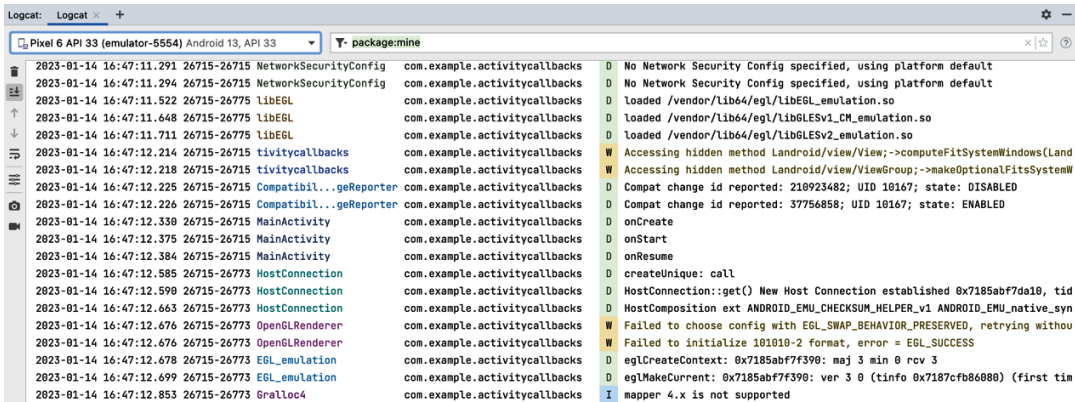 Logcat: Logcat × +
Pixel 6 API 33 (emulator-5554) Android 13, API 33 package:mine
2023-01-14 16:47:11.291 26715-26715 NetworkSecurityConfig com.example.activitycallbacks D No Network Security Config specified, using platform default
2023-01-14 16:47:11.294 26715-26715 NetworkSecurityConfig com.example.activitycallbacks D No Network Security Config specified, using platform default
2023-01-14 16:47:11.522 26715-26775 libEGL com.example.activitycallbacks D loaded /vendor/lib64/egl/libEGL_emulation.so
2023-01-14 16:47:11.648 26715-26775 libEGL com.example.activitycallbacks D loaded /vendor/lib64/egl/libGLESv1_CM_emulation.so
2023-01-14 16:47:11.711 26715-26775 libEGL com.example.activitycallbacks D loaded /vendor/lib64/egl/libGLESv2_emulation.so
2023-01-14 16:47:12.214 26715-26715 tivitycallbacks com.example.activitycallbacks W Accessing hidden method Landroid/view/View;->computeFitSystemWindows(Land
2023-01-14 16:47:12.218 26715-26715 tivitycallbacks com.example.activitycallbacks W Accessing hidden method Landroid/view/ViewGroup;->makeOptionalFitsSystemW
2023-01-14 16:47:12.225 26715-26715 Compatibil...geReporter com.example.activitycallbacks D Compat change id reported: 210923482; UID 10167; state: DISABLED
2023-01-14 16:47:12.226 26715-26715 Compatibil...geReporter com.example.activitycallbacks D Compat change id reported: 37756858; UID 10167; state: ENABLED
2023-01-14 16:47:12.330 26715-26715 MainActivity com.example.activitycallbacks D onCreate
2023-01-14 16:47:12.375 26715-26715 MainActivity com.example.activitycallbacks D onStart
2023-01-14 16:47:12.384 26715-26715 MainActivity com.example.activitycallbacks D onResume
2023-01-14 16:47:12.585 26715-26773 HostConnection com.example.activitycallbacks D createUnique: call
2023-01-14 16:47:12.590 26715-26773 HostConnection com.example.activitycallbacks D HostConnection::get() New Host Connection established 0x7185abf7da10, tid
2023-01-14 16:47:12.663 26715-26773 HostConnection com.example.activitycallbacks D HostComposition ext ANDROID_EMU_CHECKSUM_HELPER_v1 ANDROID_EMU_native_syn
2023-01-14 16:47:12.676 26715-26773 OpenGLRenderer com.example.activitycallbacks W Failed to choose config with EGL_SWAP_BEHAVIOR_PRESERVED, retrying withou
2023-01-14 16:47:12.676 26715-26773 OpenGLRenderer com.example.activitycallbacks W Failed to initialize 101010-2 format, error = EGL_SUCCESS
2023-01-14 16:47:12.678 26715-26773 EGL_emulation com.example.activitycallbacks D eglCreateContext: 0x7185abf7f390: maj 3 min 0 rcv 3
2023-01-14 16:47:12.699 26715-26773 EGL_emulation com.example.activitycallbacks D eglMakeCurrent: 0x7185abf7f390: ver 3 0 (tinfo 0x7187cfb86080) (first tim
2023-01-14 16:47:12.853 26715-26773 Gralloc4 com.example.activitycallbacks I mapper 4.x is not supported